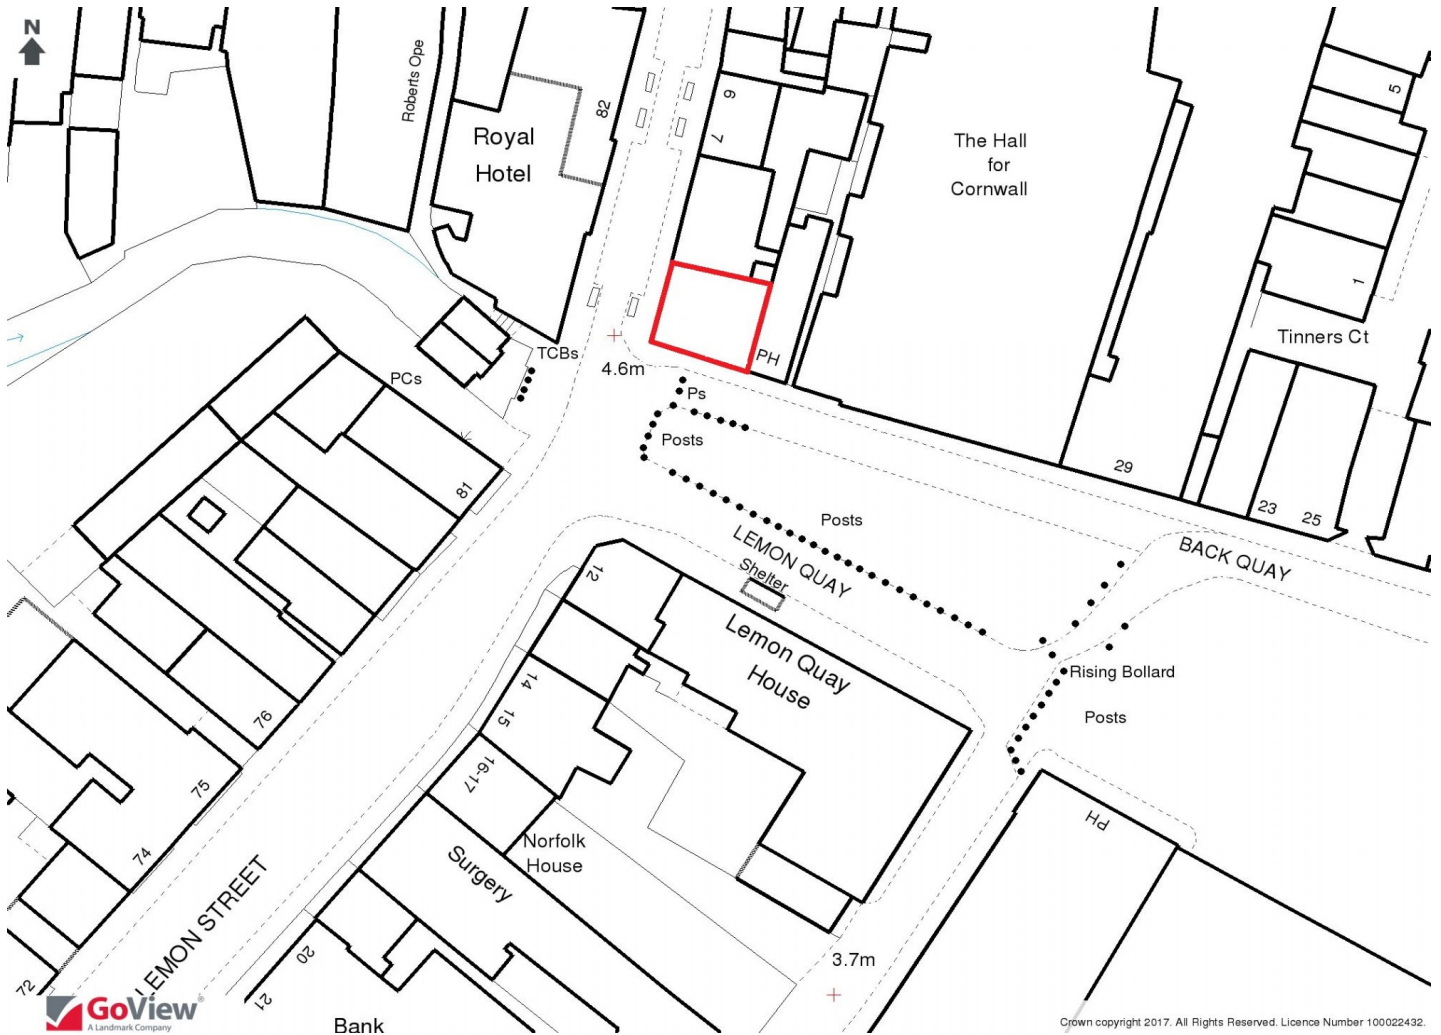 N
Roberts Ope
Royal
Hotel
82
9
7
The Hall
for
Cornwall
5
1
Tinners Ct
TCBs
PCs
4.6m
PH
Ps
Posts
29
23
25
81
Posts
LEMON QUAY
Shelter
BACK QUAY
12
Lemon Quay
House
Rising Bollard
Posts
14
15
16-17
76
75
74
72
Norfolk
House
Surgery
PH
LEMON STREET
20
21
3.7m
Bank
GoView®
A Landmark Company
Crown copyright 2017. All Rights Reserved. Licence Number 100022432.